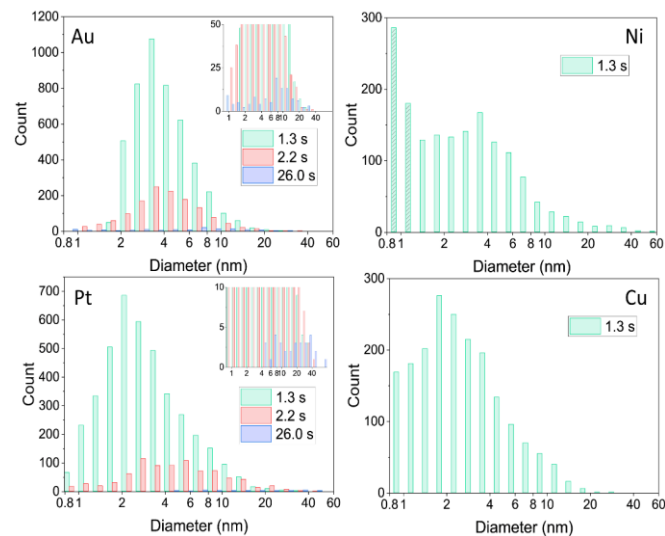 Au
Count
1200
1000
800
600
400
200
0
50
25
0
1 2 4 6 8 10 20 40
1.3 s
2.2 s
26.0 s
0.8 1 2 4 6 8 10 20 40 60
Diameter (nm)
Ni
Count
300
200
100
0
1.3 s
0.8 1 2 4 6 8 10 20 40 60
Diameter (nm)
Pt
Count
700
600
500
400
300
200
100
0
10
5
0
1 2 4 6 8 10 20 40
1.3 s
2.2 s
26.0 s
0.8 1 2 4 6 8 10 20 40 60
Diameter (nm)
Cu
Count
300
200
100
0
1.3 s
0.8 1 2 4 6 8 10 20 40 60
Diameter (nm)